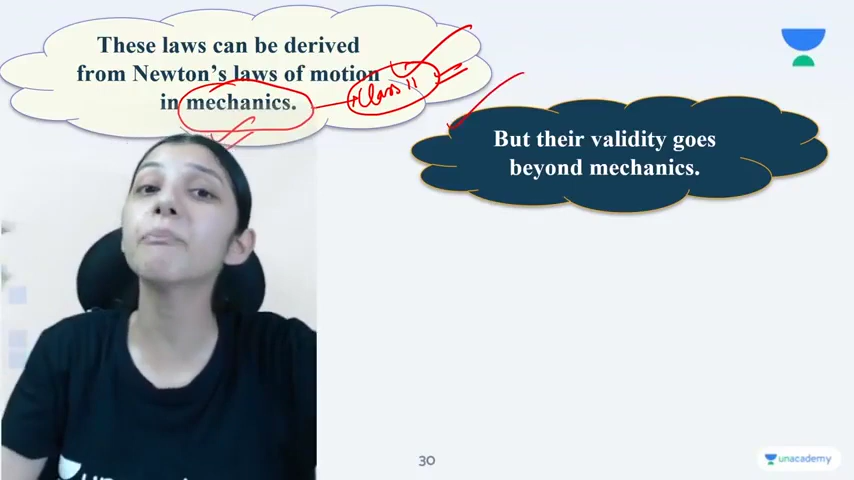 These laws can be derived
from Newton's laws of motion
in mechanics.
Class 11
But their validity goes
beyond mechanics.
30
unacademy